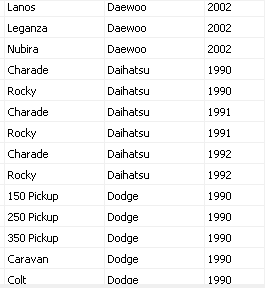 Lanos Daewoo 2002
Leganza Daewoo 2002
Nubira Daewoo 2002
Charade Daihatsu 1990
Rocky Daihatsu 1990
Charade Daihatsu 1991
Rocky Daihatsu 1991
Charade Daihatsu 1992
Rocky Daihatsu 1992
150 Pickup Dodge 1990
250 Pickup Dodge 1990
350 Pickup Dodge 1990
Caravan Dodge 1990
Colt Dodge 1990